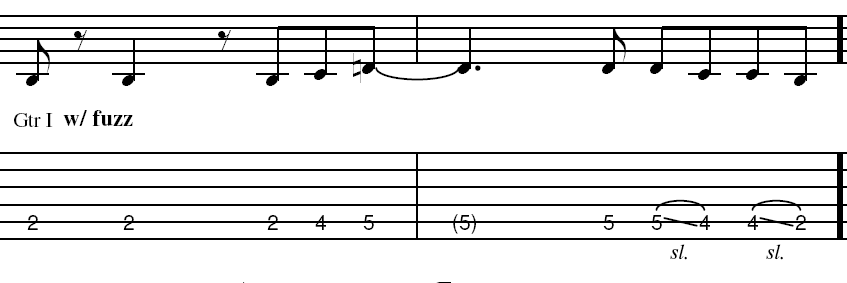 Gtr I w/ fuzz
2 2 2 4 5 (5) 5 5 4 4 2
sl. sl.